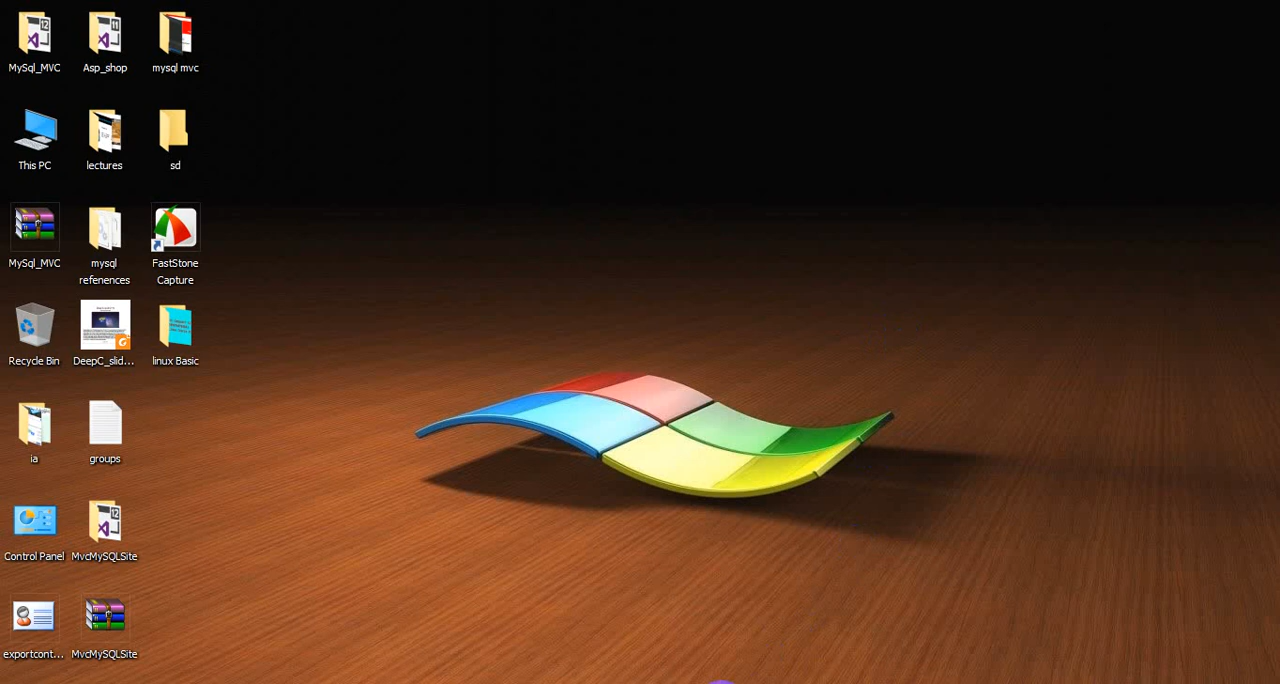 MySql_MVC
Asp_shop
mysql mvc
This PC
lectures
sd
MySql_MVC
mysql
refenences
FastStone
Capture
Recycle Bin
DeepC_slid...
linux Basic
ia
groups
Control Panel
MvcMySQLSite
exportcont...
MvcMySQLSite